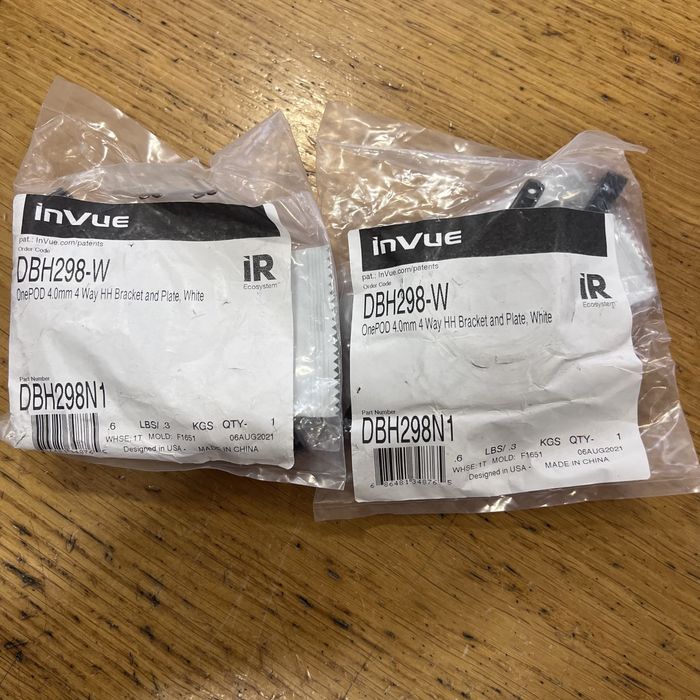 inVue
pat.: InVue.com/patents
Order Code
DBH298-W
OnePOD 4.0mm 4 Way HH Bracket and Plate, White
iR
Ecosystem™
Part Number
DBH298N1
.6 LBS/ .3 KGS QTY- 1
WHSE: 1T MOLD: F1651 06AUG2021
Designed in USA - MADE IN CHINA
inVue
pat.: InVue.com/patents
Order Code
DBH298-W
OnePOD 4.0mm 4 Way HH Bracket and Plate, White
iR
Ecosystem™
Part Number
DBH298N1
.6 LBS/ .3 KGS QTY- 1
WHSE: 1T MOLD: F1651 06AUG2021
Designed in USA - MADE IN CHINA